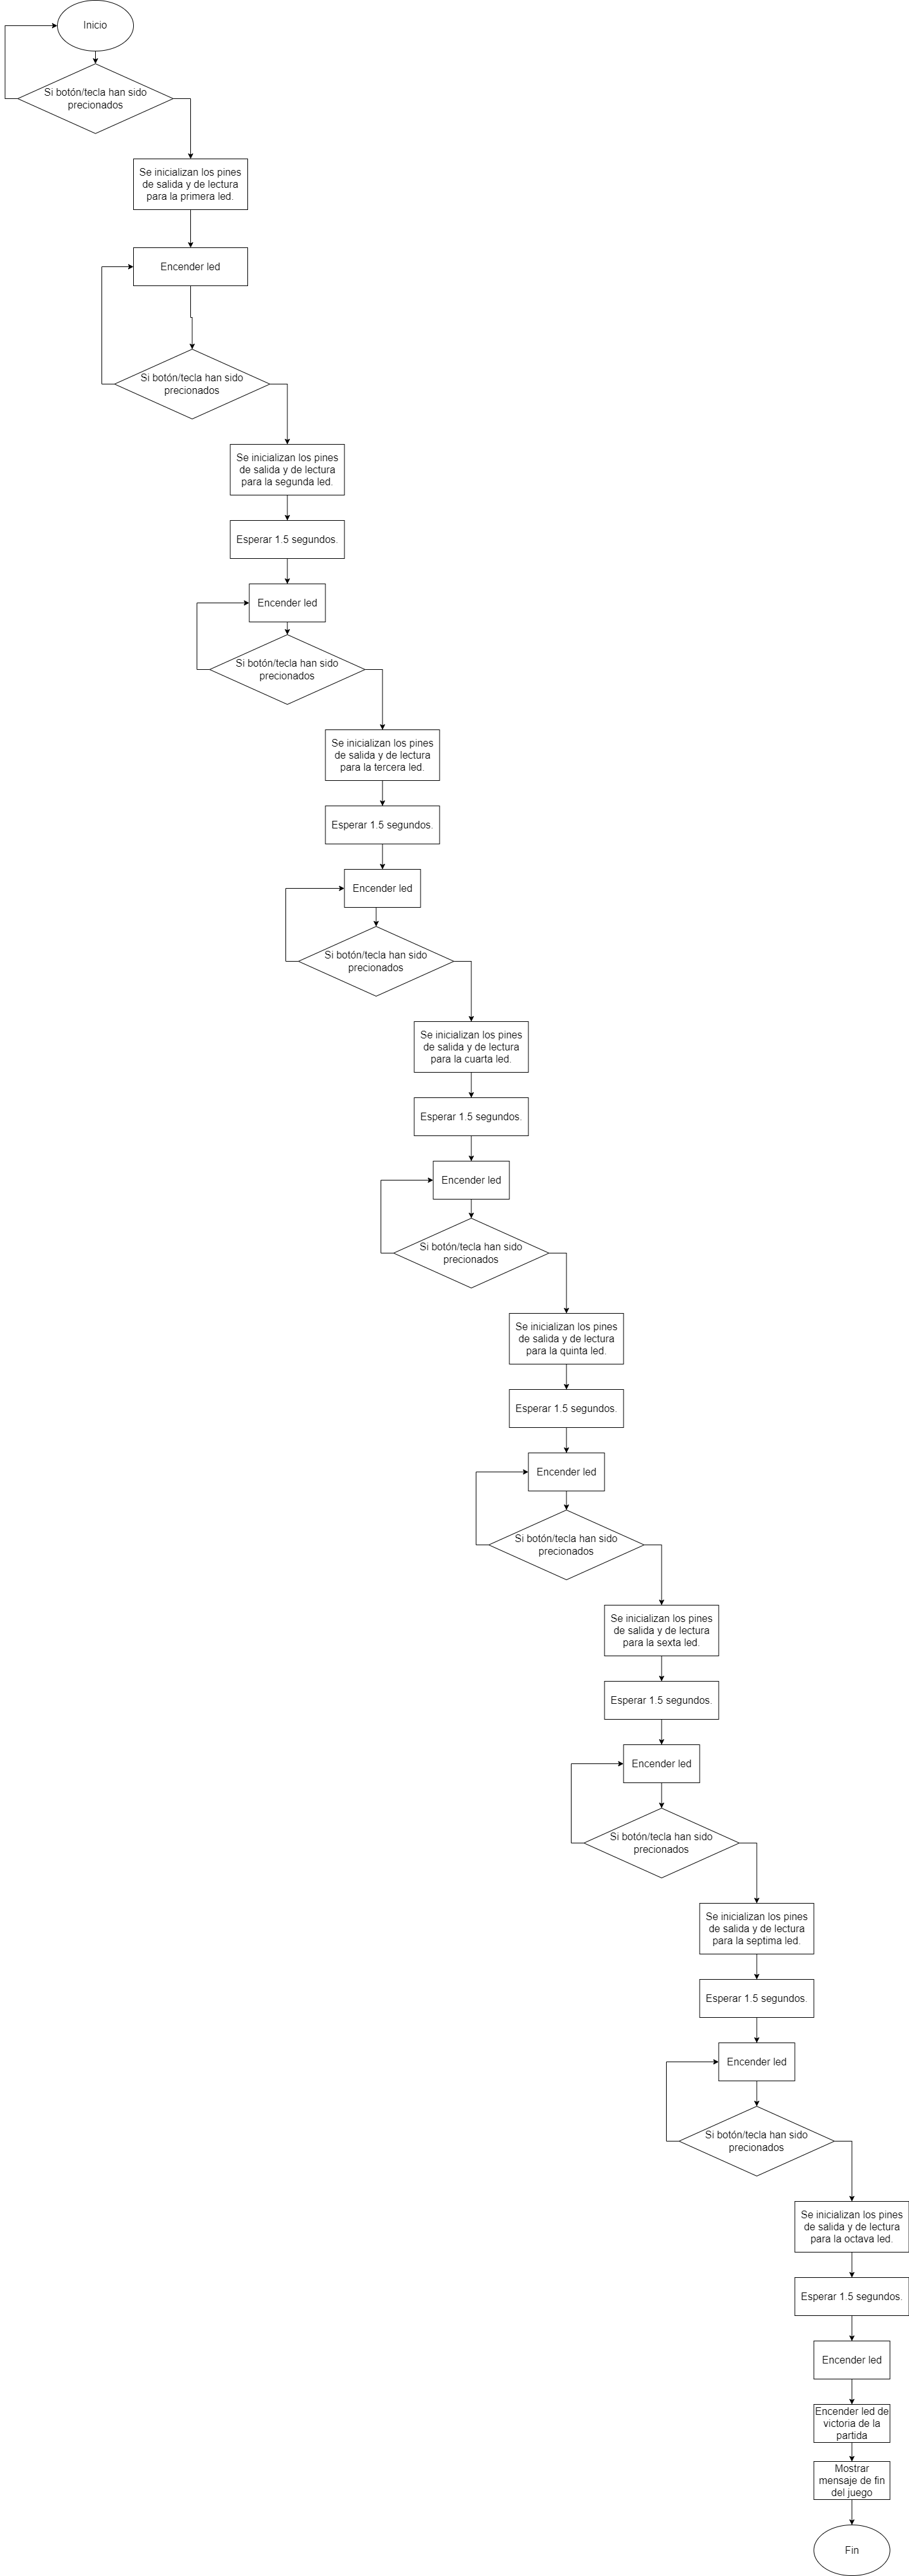 Inicio
Si botón/tecla han sido
precionados
Se inicializan los pines
de salida y de lectura
para la primera led.
Encender led
Si botón/tecla han sido
precionados
Se inicializan los pines
de salida y de lectura
para la segunda led.
Esperar 1.5 segundos.
Encender led
Si botón/tecla han sido
precionados
Se inicializan los pines
de salida y de lectura
para la tercera led.
Esperar 1.5 segundos.
Encender led
Si botón/tecla han sido
precionados
Se inicializan los pines
de salida y de lectura
para la cuarta led.
Esperar 1.5 segundos.
Encender led
Si botón/tecla han sido
precionados
Se inicializan los pines
de salida y de lectura
para la quinta led.
Esperar 1.5 segundos.
Encender led
Si botón/tecla han sido
precionados
Se inicializan los pines
de salida y de lectura
para la sexta led.
Esperar 1.5 segundos.
Encender led
Si botón/tecla han sido
precionados
Se inicializan los pines
de salida y de lectura
para la septima led.
Esperar 1.5 segundos.
Encender led
Si botón/tecla han sido
precionados
Se inicializan los pines
de salida y de lectura
para la octava led.
Esperar 1.5 segundos.
Encender led
Encender led de
victoria de la
partida
Mostrar
mensaje de fin
del juego
Fin